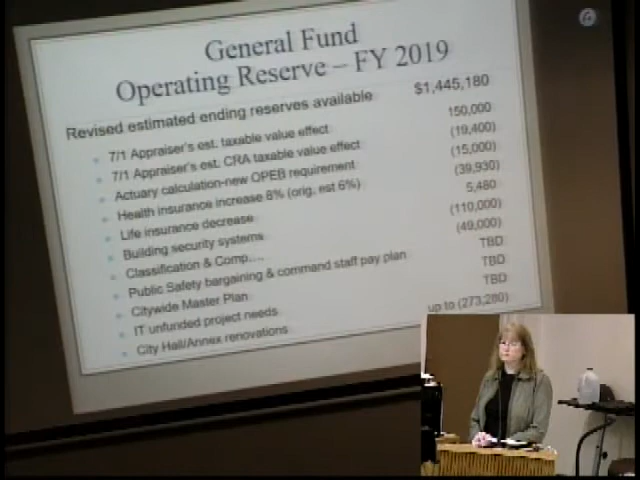 General Fund
Operating Reserve – FY 2019
Revised estimated ending reserves available $1,445,180
7/1 Appraiser's est. taxable value effect 150,000
7/1 Appraiser's est. CRA taxable value effect (19,400)
Actuary calculation-new OPEB requirement (15,000)
Health insurance increase 8% (orig. est 6%) (39,930)
Life insurance decrease 5,480
Building security systems (110,000)
Classification & Comp.... (49,000)
Public Safety bargaining & command staff pay plan TBD
Citywide Master Plan TBD
IT unfunded project needs TBD
City Hall/Annex renovations up to (273,280)